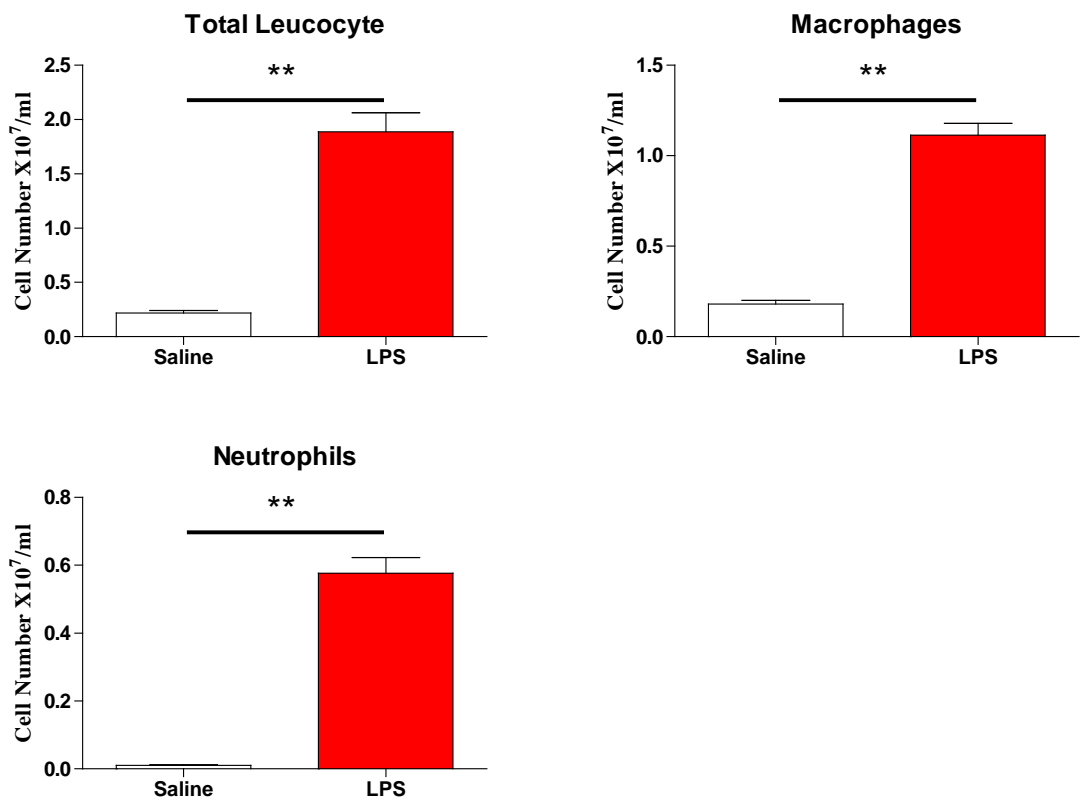 Total Leucocyte
**
Cell Number X10⁷/ml
2.5
2.0
1.5
1.0
0.5
0.0
Saline LPS
Macrophages
**
Cell Number X10⁷/ml
1.5
1.0
0.5
0.0
Saline LPS
Neutrophils
**
Cell Number X10⁷/ml
0.8
0.6
0.4
0.2
0.0
Saline LPS